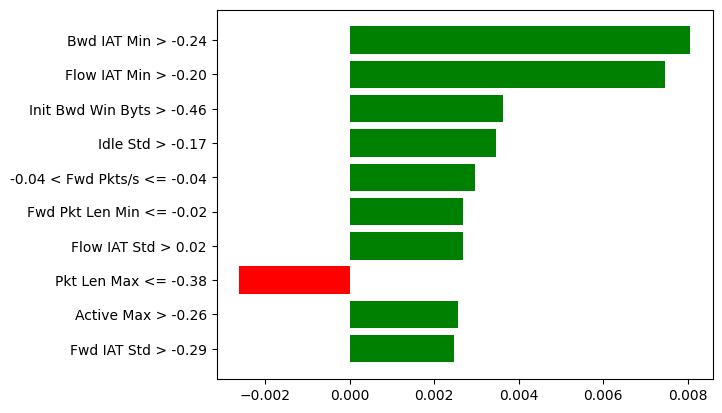 Bwd IAT Min > -0.24
Flow IAT Min > -0.20
Init Bwd Win Byts > -0.46
Idle Std > -0.17
-0.04 < Fwd Pkts/s <= -0.04
Fwd Pkt Len Min <= -0.02
Flow IAT Std > 0.02
Pkt Len Max <= -0.38
Active Max > -0.26
Fwd IAT Std > -0.29
−0.002 0.000 0.002 0.004 0.006 0.008